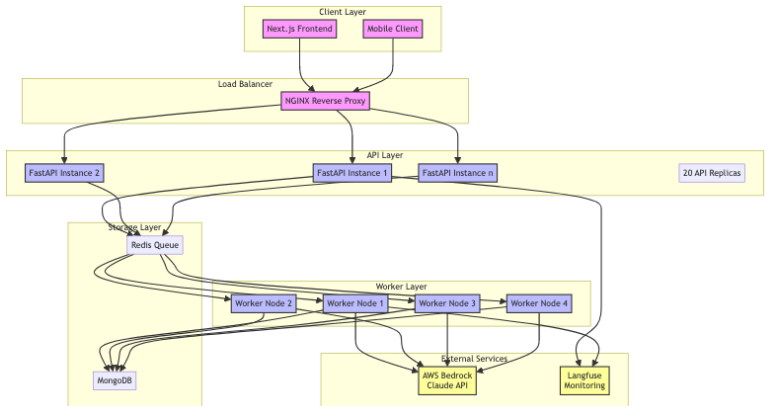 Client Layer
Next.js Frontend
Mobile Client
Load Balancer
NGINX Reverse Proxy
API Layer
FastAPI Instance 2
FastAPI Instance 1
FastAPI Instance n
20 API Replicas
Storage Layer
Redis Queue
Worker Layer
Worker Node 2
Worker Node 1
Worker Node 3
Worker Node 4
External Services
MongoDB
AWS Bedrock
Claude API
Langfuse
Monitoring